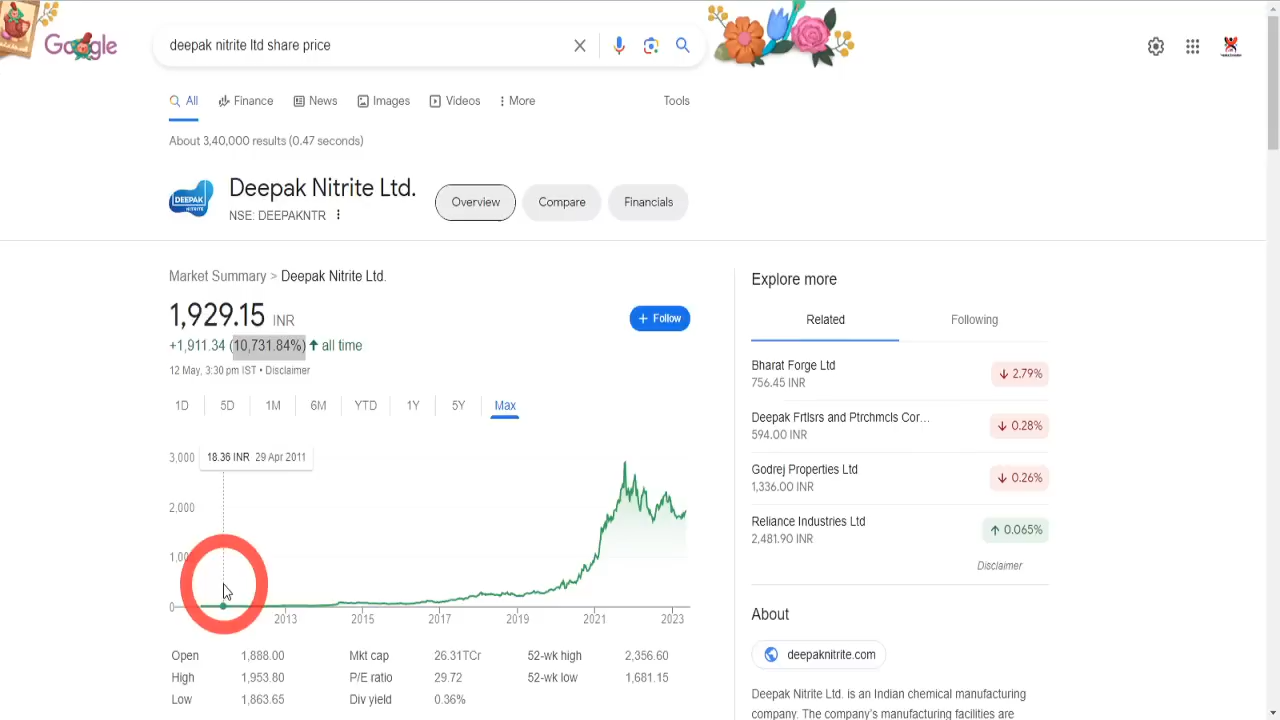 Google
deepak nitrite ltd share price
All Finance News Images Videos More Tools
About 3,40,000 results (0.47 seconds)
DEEPAK
NITRITE
Deepak Nitrite Ltd.
NSE: DEEPAKNTR
Overview Compare Financials
Market Summary > Deepak Nitrite Ltd.
1,929.15 INR
+ Follow
+1,911.34 (10,731.84%) ↑ all time
12 May, 3:30 pm IST • Disclaimer
1D 5D 1M 6M YTD 1Y 5Y Max
18.36 INR 29 Apr 2011
3,000
2,000
1,00
0
2013 2015 2017 2019 2021 2023
Open 1,888.00 Mkt cap 26.31TCr 52-wk high 2,356.60
High 1,953.80 P/E ratio 29.72 52-wk low 1,681.15
Low 1,863.65 Div yield 0.36%
Explore more
Related Following
Bharat Forge Ltd
756.45 INR
↓ 2.79%
Deepak Frtlsrs and Ptrchmcls Cor...
594.00 INR
↓ 0.28%
Godrej Properties Ltd
1,336.00 INR
↓ 0.26%
Reliance Industries Ltd
2,481.90 INR
↑ 0.065%
Disclaimer
About
deepaknitrite.com
Deepak Nitrite Ltd. is an Indian chemical manufacturing
company. The company's manufacturing facilities are